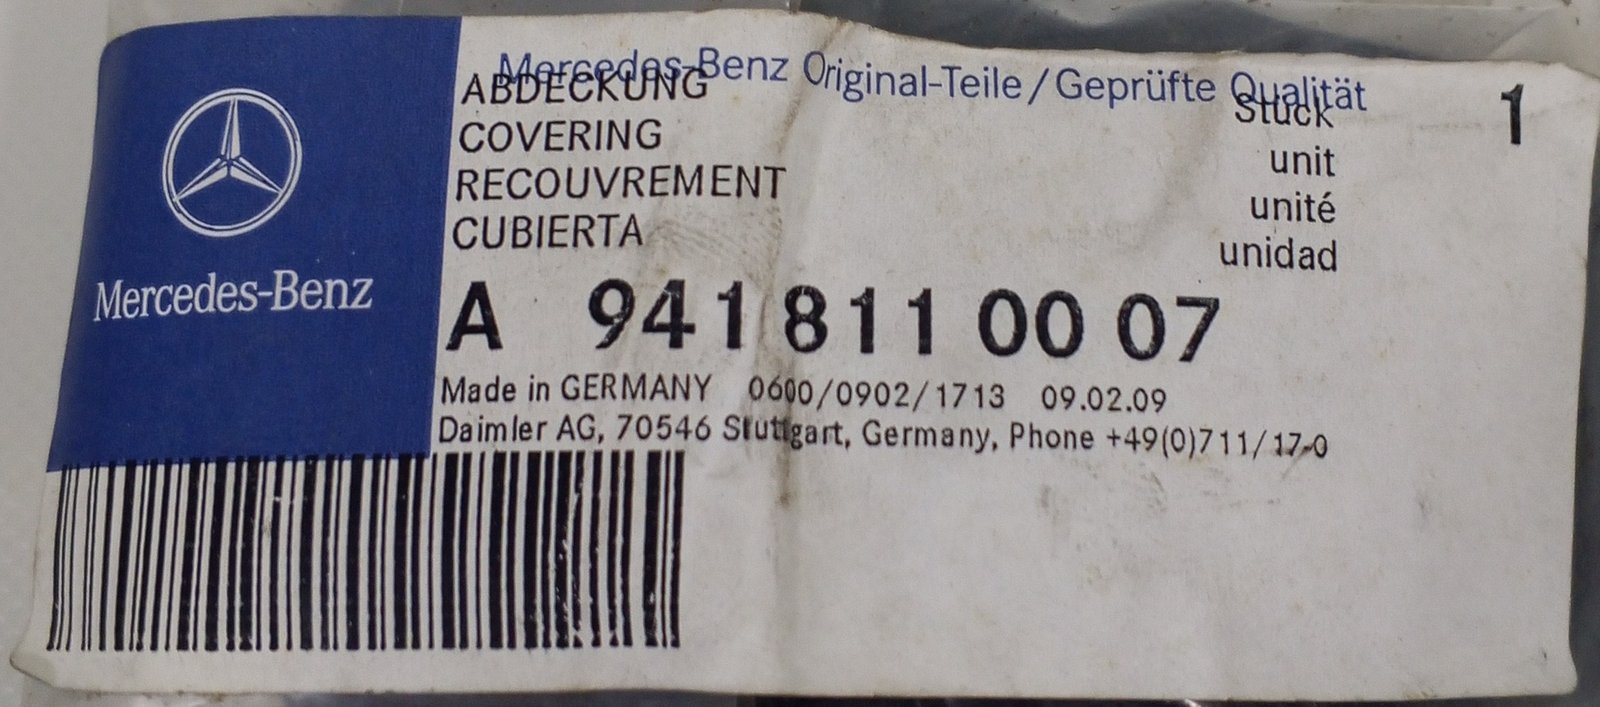 Mercedes-Benz Original-Teile/Geprüfte Qualität
ABDECKUNG Stück 1
COVERING unit
RECOUVREMENT unité
CUBIERTA unidad
Mercedes-Benz
A 941 811 00 07
Made in GERMANY 0600/0902/1713 09.02.09
Daimler AG, 70546 Stuttgart, Germany, Phone +49(0)711/17-0